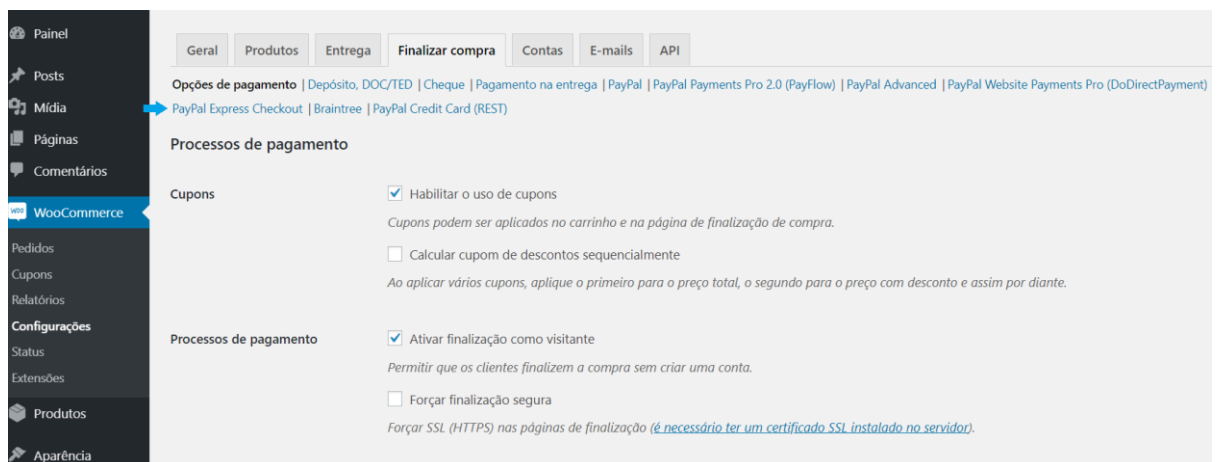 Painel
Posts
Mídia
Páginas
Comentários
WOO WooCommerce
Pedidos
Cupons
Relatórios
Configurações
Status
Extensões
Produtos
Aparência
Geral Produtos Entrega Finalizar compra Contas E-mails API
Opções de pagamento | Depósito, DOC/TED | Cheque | Pagamento na entrega | PayPal | PayPal Payments Pro 2.0 (PayFlow) | PayPal Advanced | PayPal Website Payments Pro (DoDirectPayment)
PayPal Express Checkout | Braintree | PayPal Credit Card (REST)
Processos de pagamento
Cupons
Habilitar o uso de cupons
Cupons podem ser aplicados no carrinho e na página de finalização de compra.
Calcular cupom de descontos sequencialmente
Ao aplicar vários cupons, aplique o primeiro para o preço total, o segundo para o preço com desconto e assim por diante.
Processos de pagamento
Ativar finalização como visitante
Permitir que os clientes finalizem a compra sem criar uma conta.
Forçar finalização segura
Forçar SSL (HTTPS) nas páginas de finalização (é necessário ter um certificado SSL instalado no servidor).